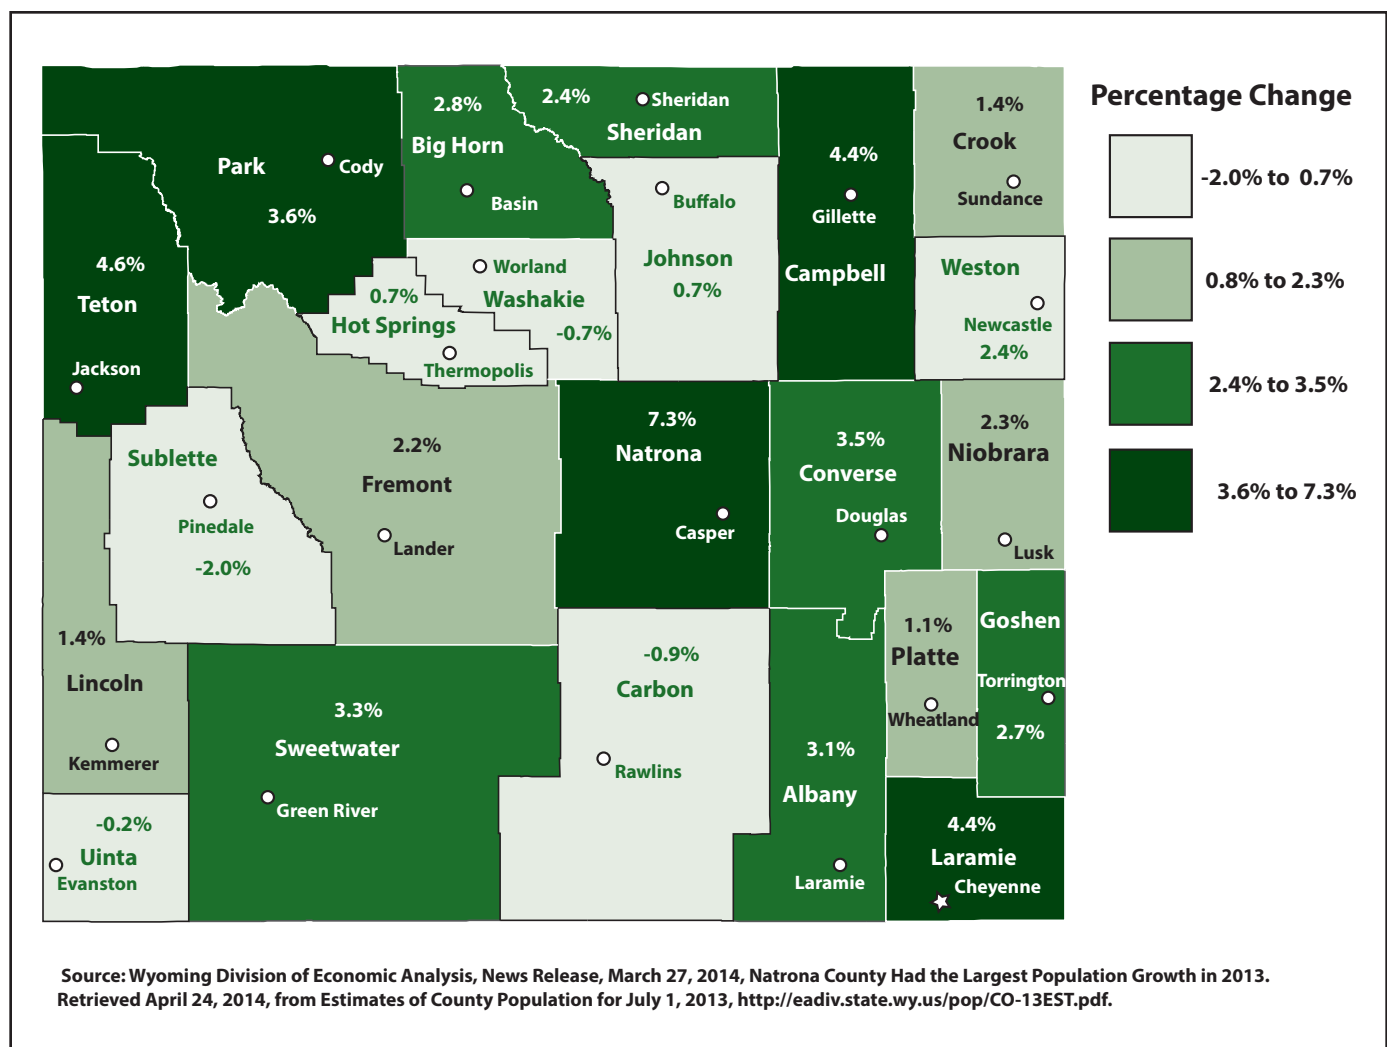 Percentage Change
-2.0% to 0.7%
0.8% to 2.3%
2.4% to 3.5%
3.6% to 7.3%
Park
Cody
3.6%
2.8%
Big Horn
Basin
2.4%
Sheridan
Sheridan
4.4%
Gillette
Campbell
1.4%
Crook
Sundance
4.6%
Teton
Jackson
0.7%
Hot Springs
Thermopolis
Worland
Washakie
-0.7%
Buffalo
Johnson
0.7%
Weston
Newcastle
2.4%
Sublette
Pinedale
-2.0%
2.2%
Fremont
Lander
7.3%
Natrona
Casper
3.5%
Converse
Douglas
2.3%
Niobrara
Lusk
1.4%
Lincoln
Kemmerer
3.3%
Sweetwater
Green River
-0.9%
Carbon
Rawlins
3.1%
Albany
Laramie
1.1%
Platte
Wheatland
Goshen
Torrington
2.7%
-0.2%
Uinta
Evanston
4.4%
Laramie
Cheyenne
Source: Wyoming Division of Economic Analysis, News Release, March 27, 2014, Natrona County Had the Largest Population Growth in 2013.
Retrieved April 24, 2014, from Estimates of County Population for July 1, 2013, http://eadiv.state.wy.us/pop/CO-13EST.pdf.